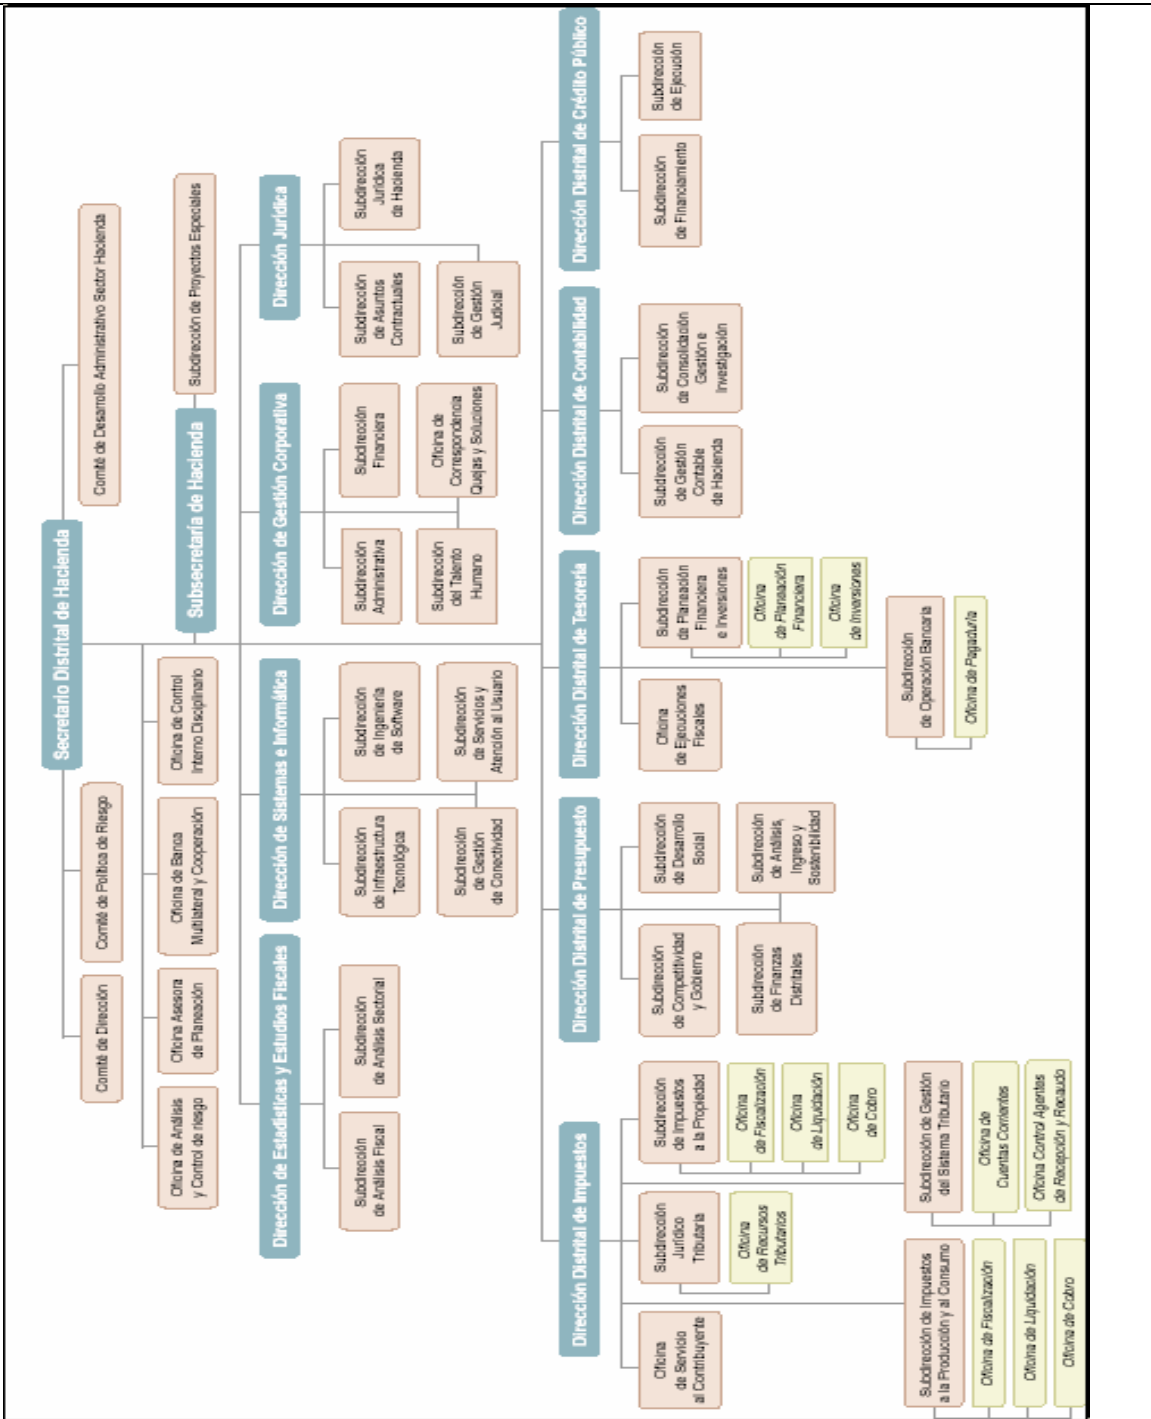 Secretario Distrital de Hacienda
Comité de Dirección
Comité de Política de Riesgo
Comité de Desarrollo Administrativo Sector Hacienda
Oficina de Análisis
y Control de riesgo
Oficina Asesora
de Planeación
Oficina de Banca
Multilateral y Cooperación
Oficina de Control
Interno Disciplinario
Subsecretaría de Hacienda
Subdirección de Proyectos Especiales
Dirección de Estadísticas y Estudios Fiscales
Subdirección
de Análisis Fiscal
Subdirección
de Análisis Sectorial
Dirección de Sistemas e Informática
Subdirección
de Infraestructura
Tecnológica
Subdirección
de Ingeniería
de Software
Subdirección
de Gestión
de Conectividad
Subdirección
de Servicios y
Atención al Usuario
Dirección de Gestión Corporativa
Subdirección
Administrativa
Subdirección
Financiera
Subdirección
del Talento
Humano
Oficina de
Correspondencia
Quejas y Soluciones
Dirección Jurídica
Subdirección
de Asuntos
Contractuales
Subdirección
Jurídica
de Hacienda
Subdirección
de Gestión
Judicial
Dirección Distrital de Impuestos
Oficina
de Servicio
al Contribuyente
Subdirección
Jurídico
Tributaria
Oficina
de Recursos
Tributarios
Subdirección
de Impuestos
a la Propiedad
Oficina
de Fiscalización
Oficina
de Liquidación
Oficina
de Cobro
Subdirección de Impuestos
a la Producción y al Consumo
Oficina de Fiscalización
Oficina de Liquidación
Oficina de Cobro
Subdirección de Gestión
del Sistema Tributario
Oficina de
Cuentas Corrientes
Oficina Control Agentes
de Recepción y Recaudo
Dirección Distrital de Presupuesto
Subdirección
de Competitividad
y Gobierno
Subdirección
de Desarrollo
Social
Subdirección
de Finanzas
Distritales
Subdirección
de Análisis,
Ingreso y
Sostenibilidad
Dirección Distrital de Tesorería
Oficina
de Ejecuciones
Fiscales
Subdirección
de Planeación
Financiera
e Inversiones
Oficina
de Planeación
Financiera
Oficina
de Inversiones
Subdirección
de Operación Bancaria
Oficina de Pagaduría
Dirección Distrital de Contabilidad
Subdirección
de Gestión
Contable
de Hacienda
Subdirección
de Consolidación
Gestión e
Investigación
Dirección Distrital de Crédito Público
Subdirección
de Financiamiento
Subdirección
de Ejecución